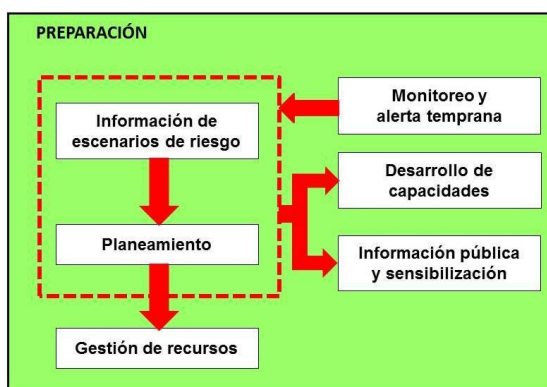 PREPARACIÓN
Información de
escenarios de riesgo
Planeamiento
Gestión de recursos
Monitoreo y
alerta temprana
Desarrollo de
capacidades
Información pública
y sensibilización